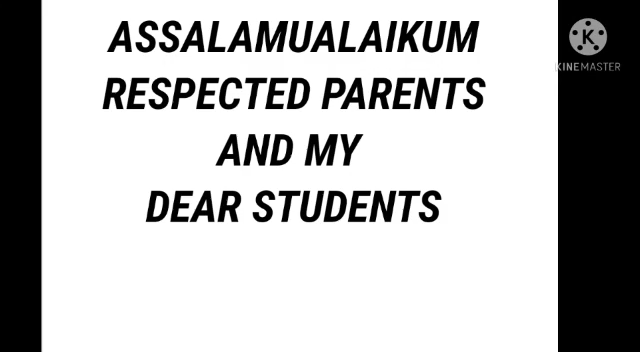 ASSALAMUALAIKUM
RESPECTED PARENTS
AND MY
DEAR STUDENTS
K
KINEMASTER